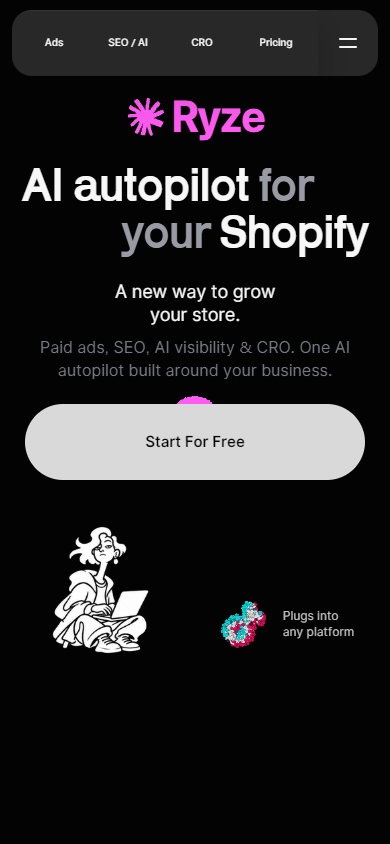 Ads SEO / AI CRO Pricing
Ryze
AI autopilot for
your Shopify
A new way to grow
your store.
Paid ads, SEO, AI visibility & CRO. One AI
autopilot built around your business.
Start For Free
Plugs into
any platform